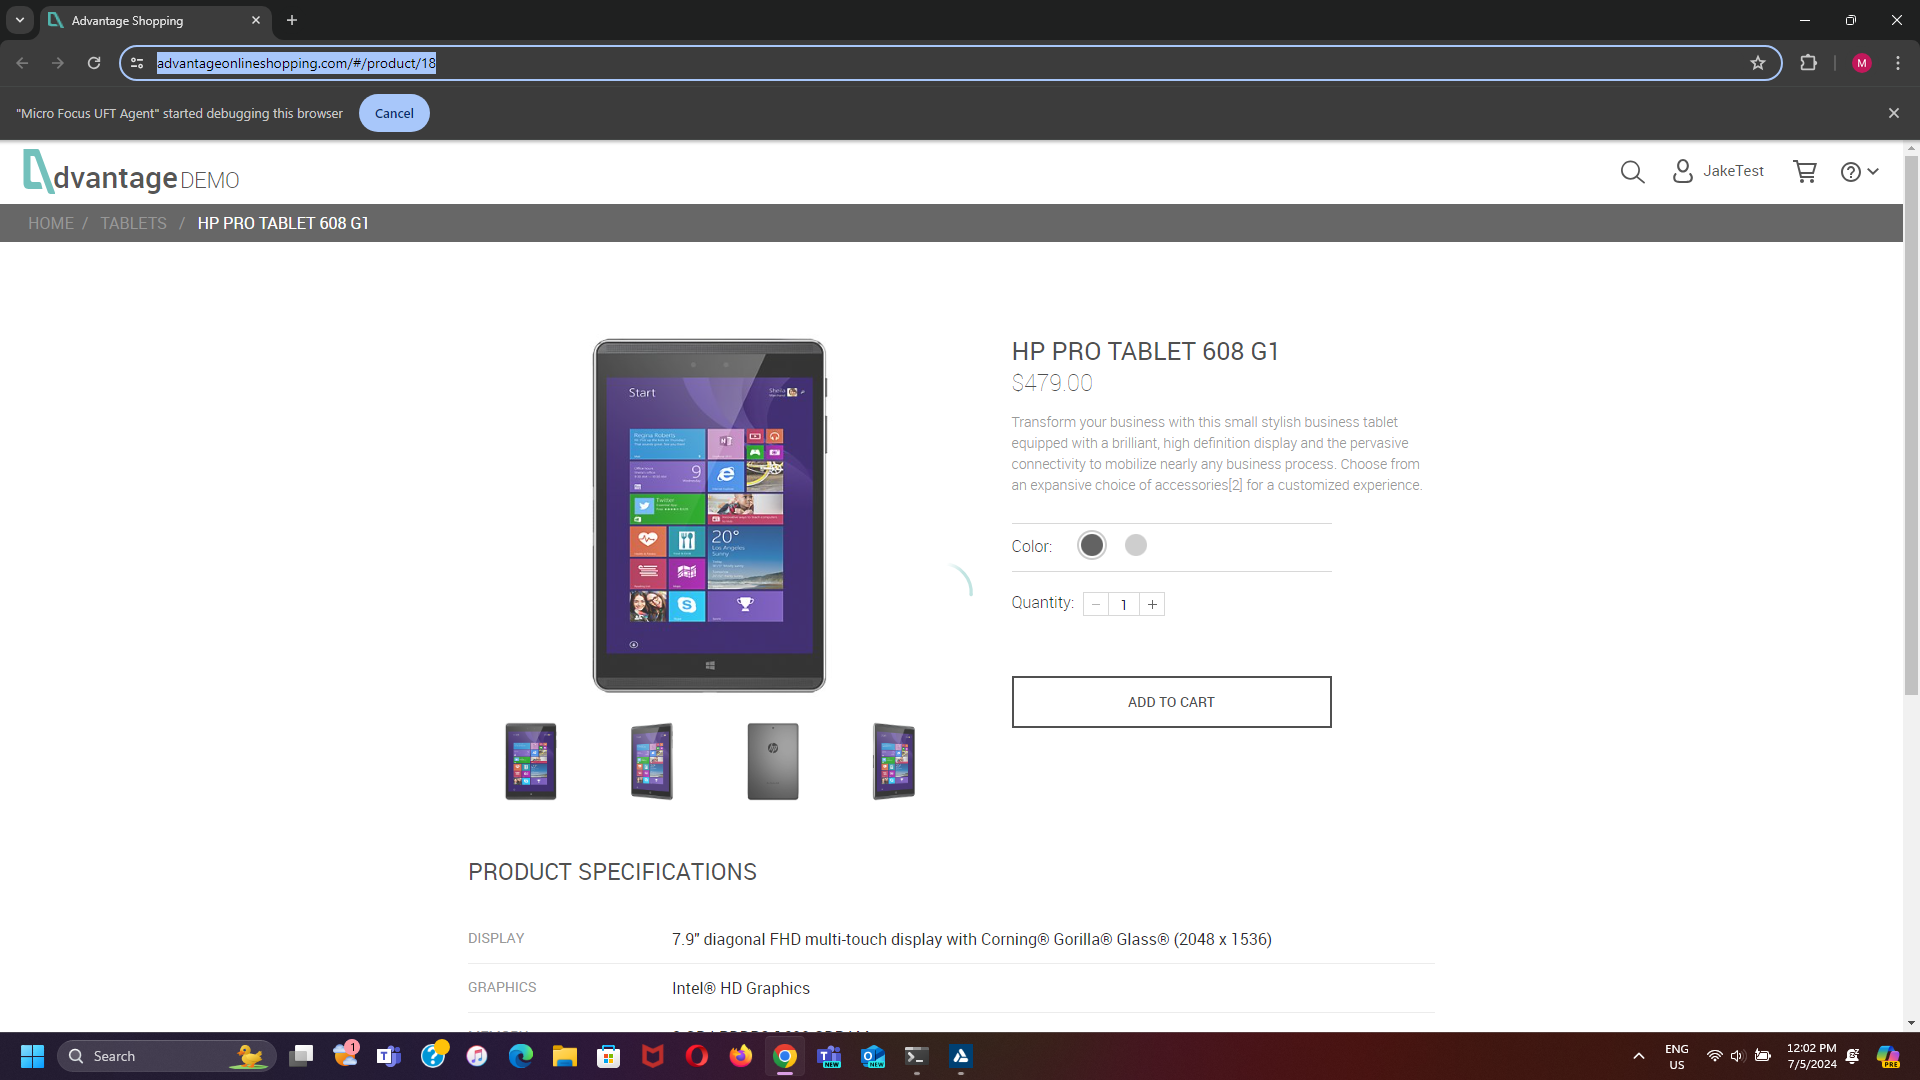 Advantage Shopping
advantageonlineshopping.com/#/product/18
M
"Micro Focus UFT Agent" started debugging this browser
Cancel
dvantage DEMO
JakeTest
HOME / TABLETS / HP PRO TABLET 608 G1
Start
20°
HP PRO TABLET 608 G1
$479.00
Transform your business with this small stylish business tablet
equipped with a brilliant, high definition display and the pervasive
connectivity to mobilize nearly any business process. Choose from
an expansive choice of accessories[2] for a customized experience.
Color:
Quantity: − 1 +
ADD TO CART
PRODUCT SPECIFICATIONS
DISPLAY
7.9" diagonal FHD multi-touch display with Corning® Gorilla® Glass® (2048 x 1536)
GRAPHICS
Intel® HD Graphics
Search
1
NEW
NEW
ENG
US
12:02 PM
7/5/2024
PRE